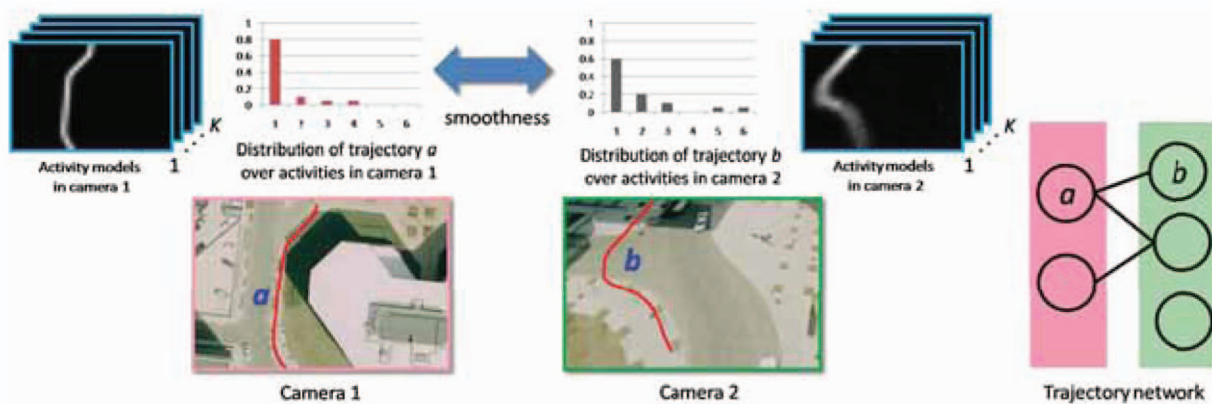 1
0.8
0.6
0.4
0.2
0
1 2 3 4 5 6
Distribution of trajectory a
over activities in camera 1
K
1
Activity models
in camera 1
smoothness
1
0.8
0.6
0.4
0.2
0
1 2 3 4 5 6
Distribution of trajectory b
over activities in camera 2
K
1
Activity models
in camera 2
a
Camera 1
b
Camera 2
a
b
Trajectory network